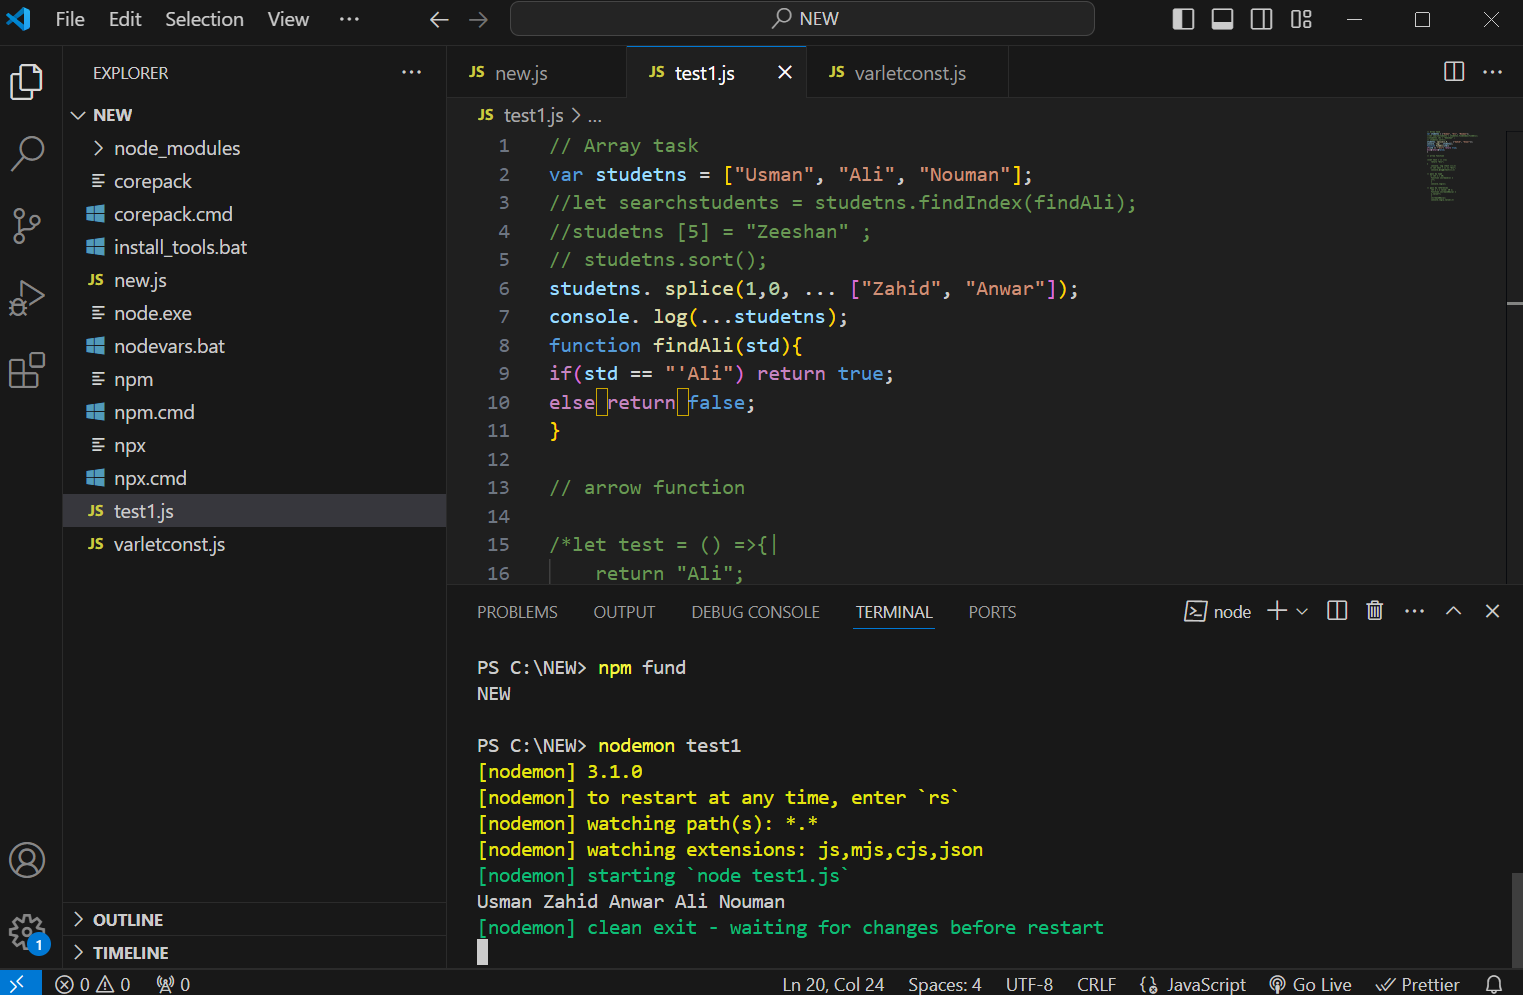 File Edit Selection View ... NEW
EXPLORER ...
NEW
node_modules
corepack
corepack.cmd
install_tools.bat
JS new.js
node.exe
nodevars.bat
npm
npm.cmd
npx
npx.cmd
JS test1.js
JS varletconst.js
OUTLINE
TIMELINE
JS new.js JS test1.js JS varletconst.js
JS test1.js > ...
1 // Array task
2 var studetns = ["Usman", "Ali", "Nouman"];
3 //let searchstudents = studetns.findIndex(findAli);
4 //studetns [5] = "Zeeshan" ;
5 // studetns.sort();
6 studetns. splice(1,0, ... ["Zahid", "Anwar"]);
7 console. log(...studetns);
8 function findAli(std){
9 if(std == "'Ali") return true;
10 else return false;
11 }
12
13 // arrow function
14
15 /*let test = () =>{|
16 return "Ali";
PROBLEMS OUTPUT DEBUG CONSOLE TERMINAL PORTS node
PS C:\NEW> npm fund
NEW
PS C:\NEW> nodemon test1
[nodemon] 3.1.0
[nodemon] to restart at any time, enter `rs`
[nodemon] watching path(s): *.*
[nodemon] watching extensions: js,mjs,cjs,json
[nodemon] starting `node test1.js`
Usman Zahid Anwar Ali Nouman
[nodemon] clean exit - waiting for changes before restart
1
0 0 0 Ln 20, Col 24 Spaces: 4 UTF-8 CRLF JavaScript Go Live Prettier